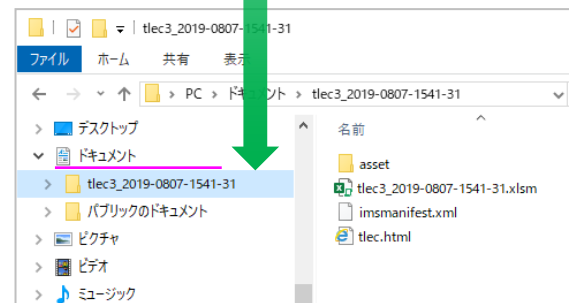 tlec3_2019-0807-1541-31
ファイル ホーム 共有 表示
PC > ドキュメント > tlec3_2019-0807-1541-31
デスクトップ
ドキュメント
tlec3_2019-0807-1541-31
パブリックのドキュメント
ピクチャ
ビデオ
ミュージック
名前
asset
tlec3_2019-0807-1541-31.xlsm
imsmanifest.xml
tlec.html